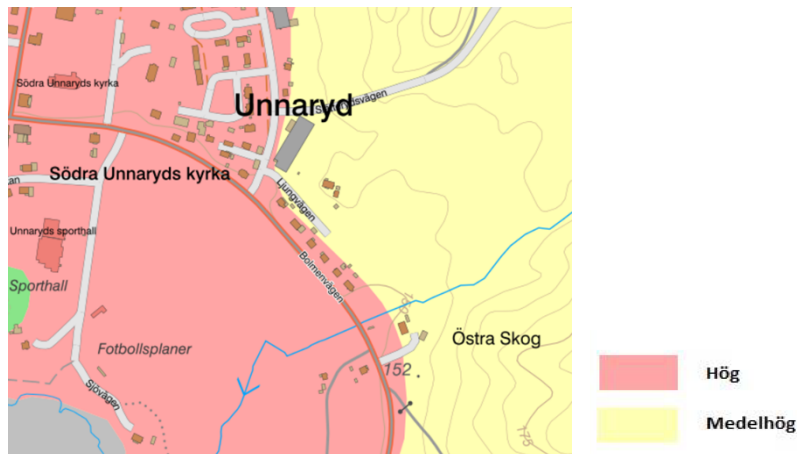 Södra Unnaryds kyrka
Unnaryd
Södra Unnaryds kyrka
Ljungvägen
Unnaryds sporthall
Bolmenvägen
Sporthall
Östra Skog
Fotbollsplaner
152
Sjövägen
175
Hög
Medelhög